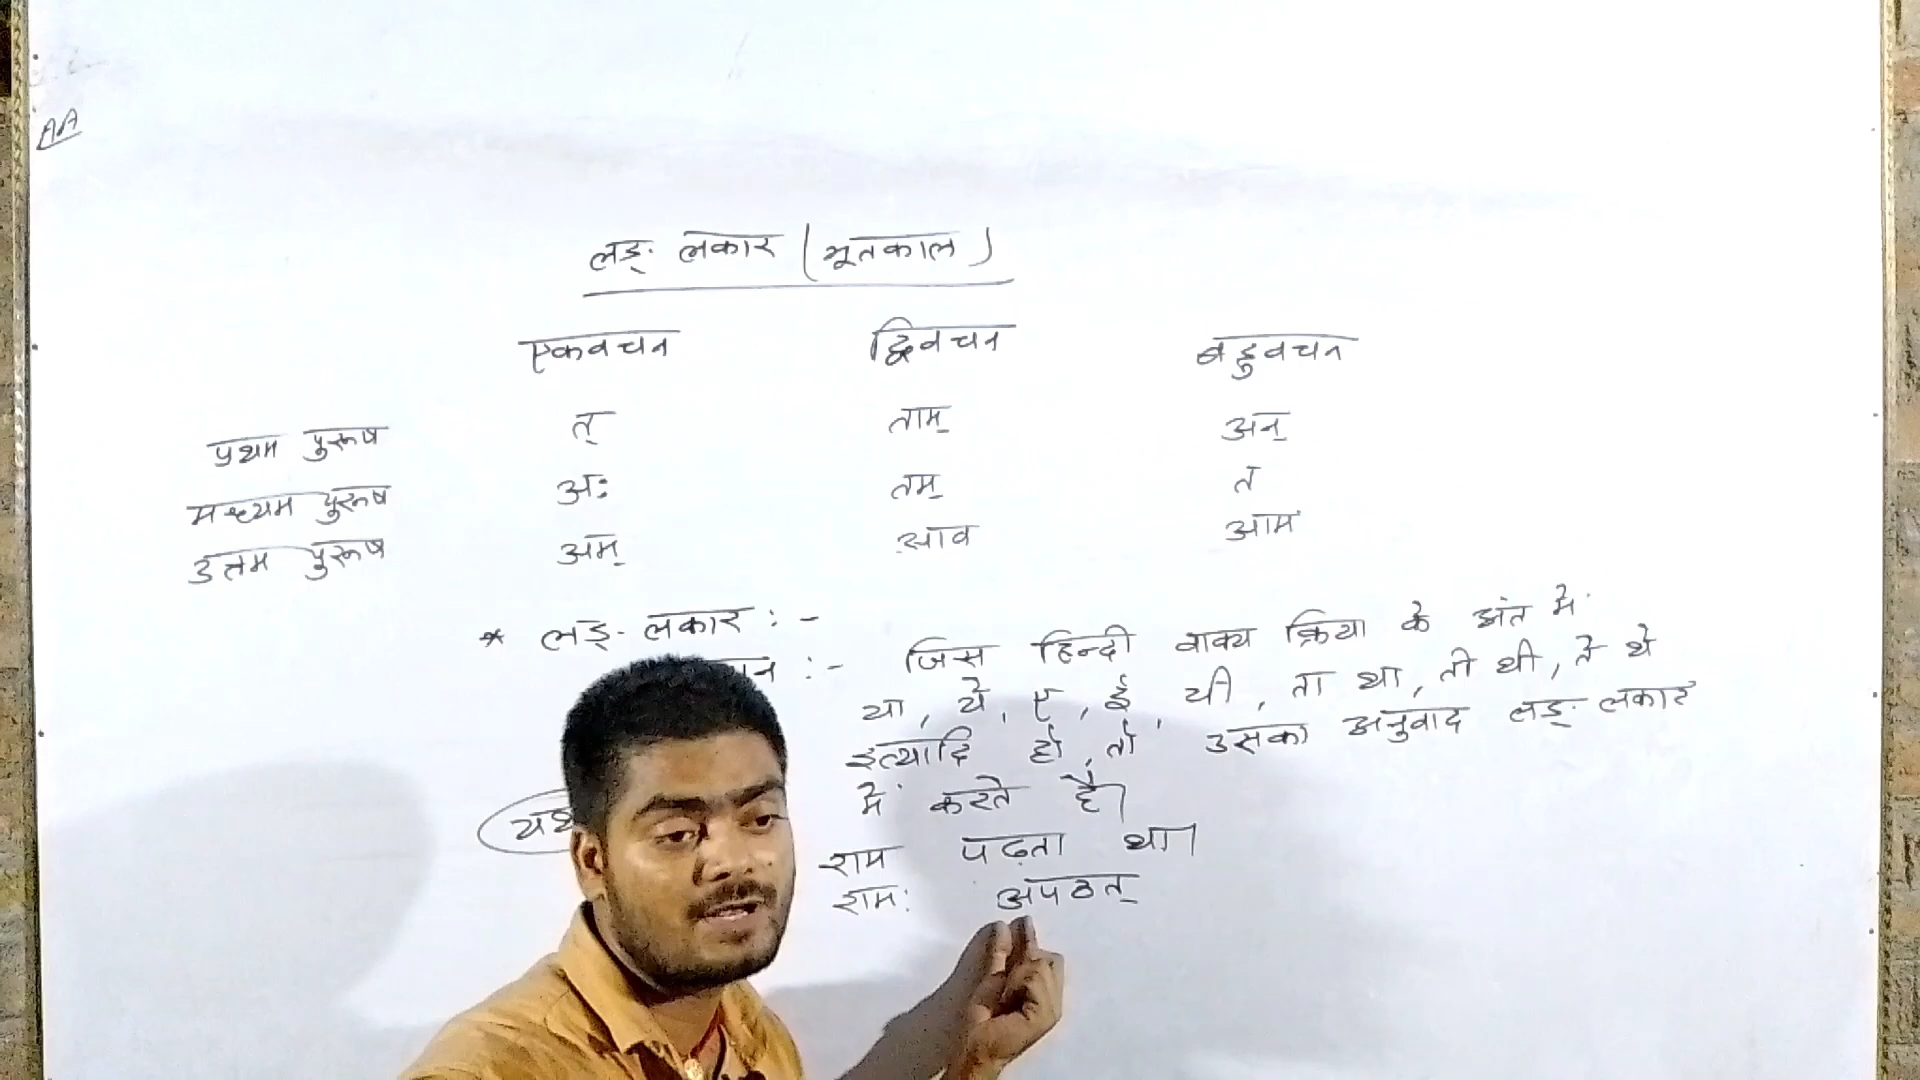 AA
लङ् लकार (भूतकाल)
एकवचन द्विवचन बहुवचन
प्रथम पुरूष त् ताम् अन्
मध्यम पुरूष अः तम् त
उत्तम पुरूष अम् आव आम
* लङ् लकार :-
:- जिस हिन्दी वाक्य क्रिया के अंत में
या, ये, ए, ई, यी, ता था, ती थी, ते थे
इत्यादि हो, तो उसका अनुवाद लङ् लकार
में करते हैं।
राम पढ़ता था।
रामः अपठत्